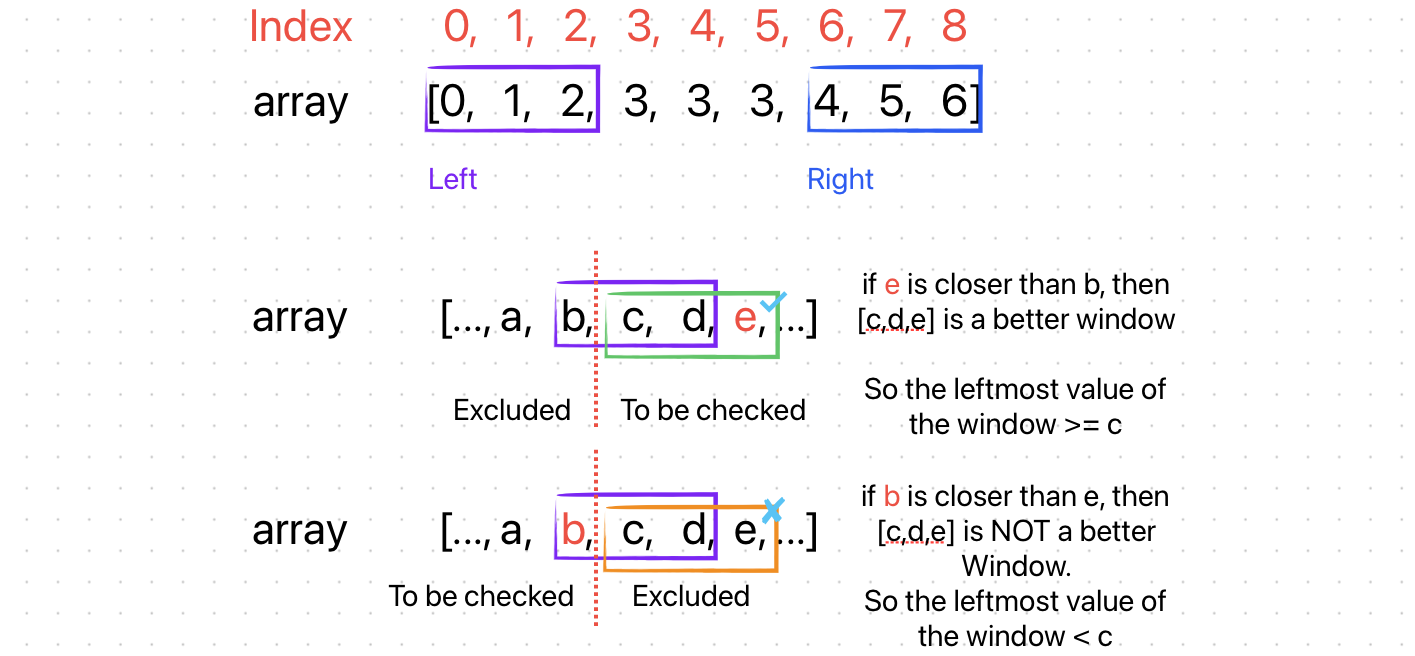 Index 0, 1, 2, 3, 4, 5, 6, 7, 8
array [0, 1, 2, 3, 3, 3, 4, 5, 6]
Left Right
array [..., a, b, c, d, e, ...]
if e is closer than b, then
[c,d,e] is a better window
So the leftmost value of
the window >= c
Excluded To be checked
array [..., a, b, c, d, e, ...]
if b is closer than e, then
[c,d,e] is NOT a better
Window.
So the leftmost value of
the window < c
To be checked Excluded